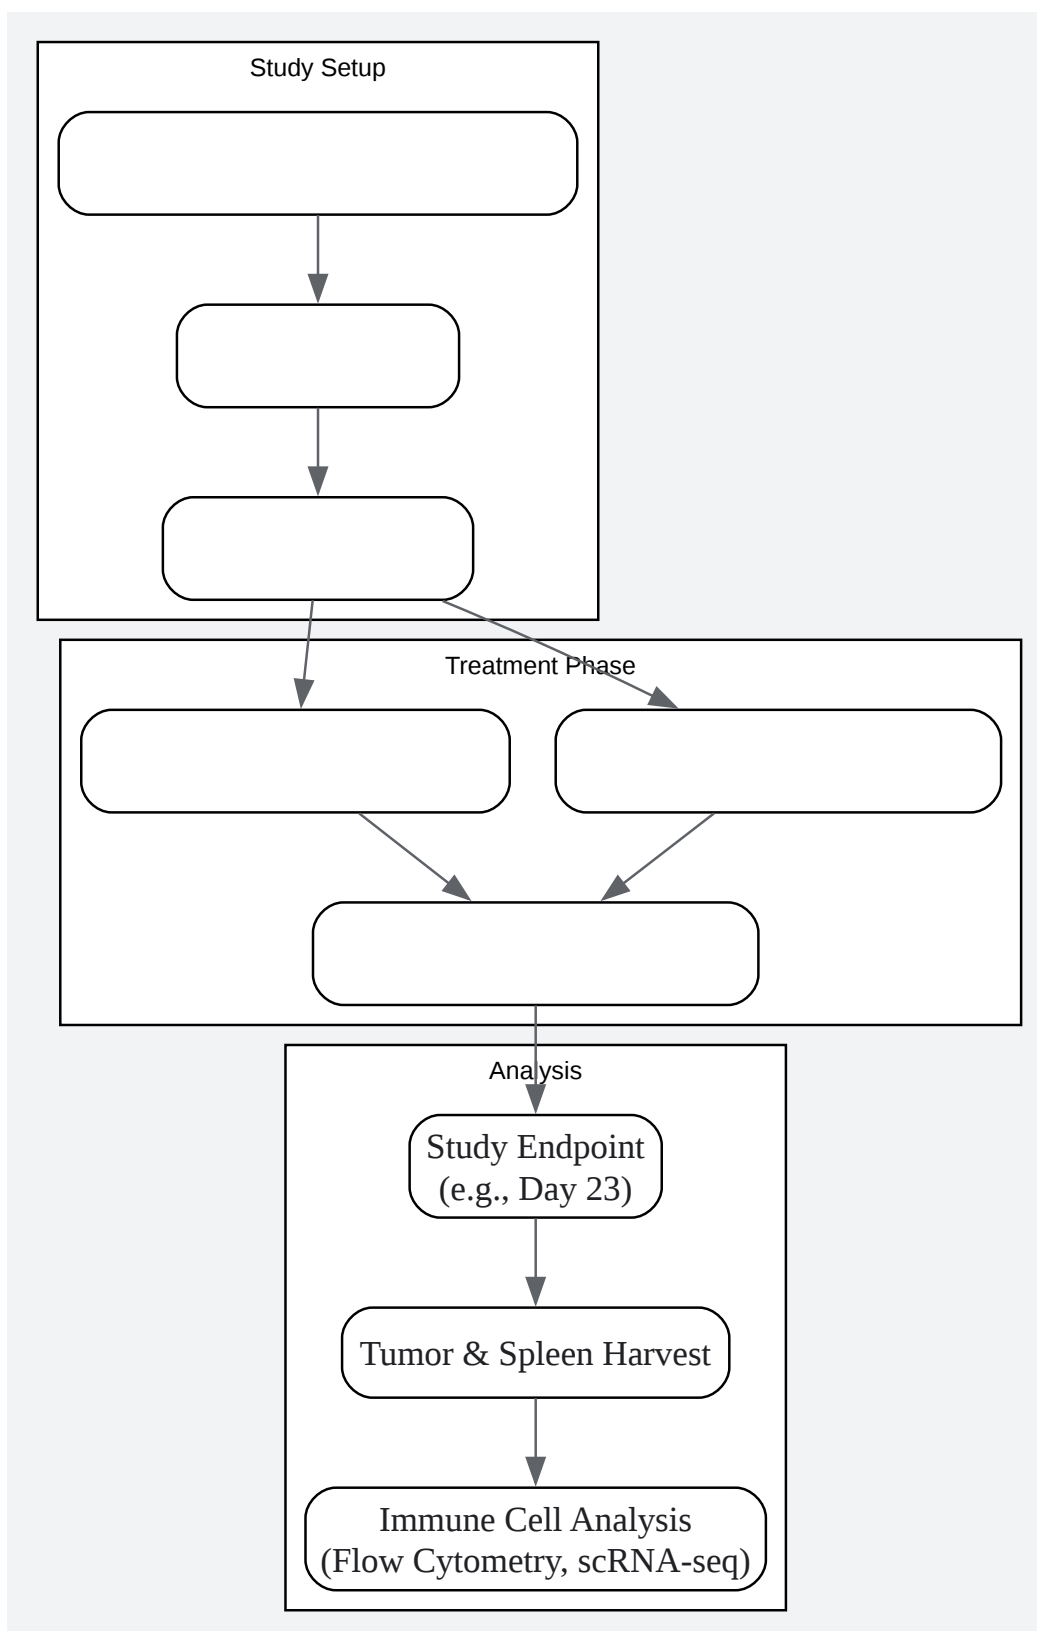 Study Setup
Treatment Phase
Analysis
Study Endpoint
(e.g., Day 23)
Tumor & Spleen Harvest
Immune Cell Analysis
(Flow Cytometry, scRNA-seq)